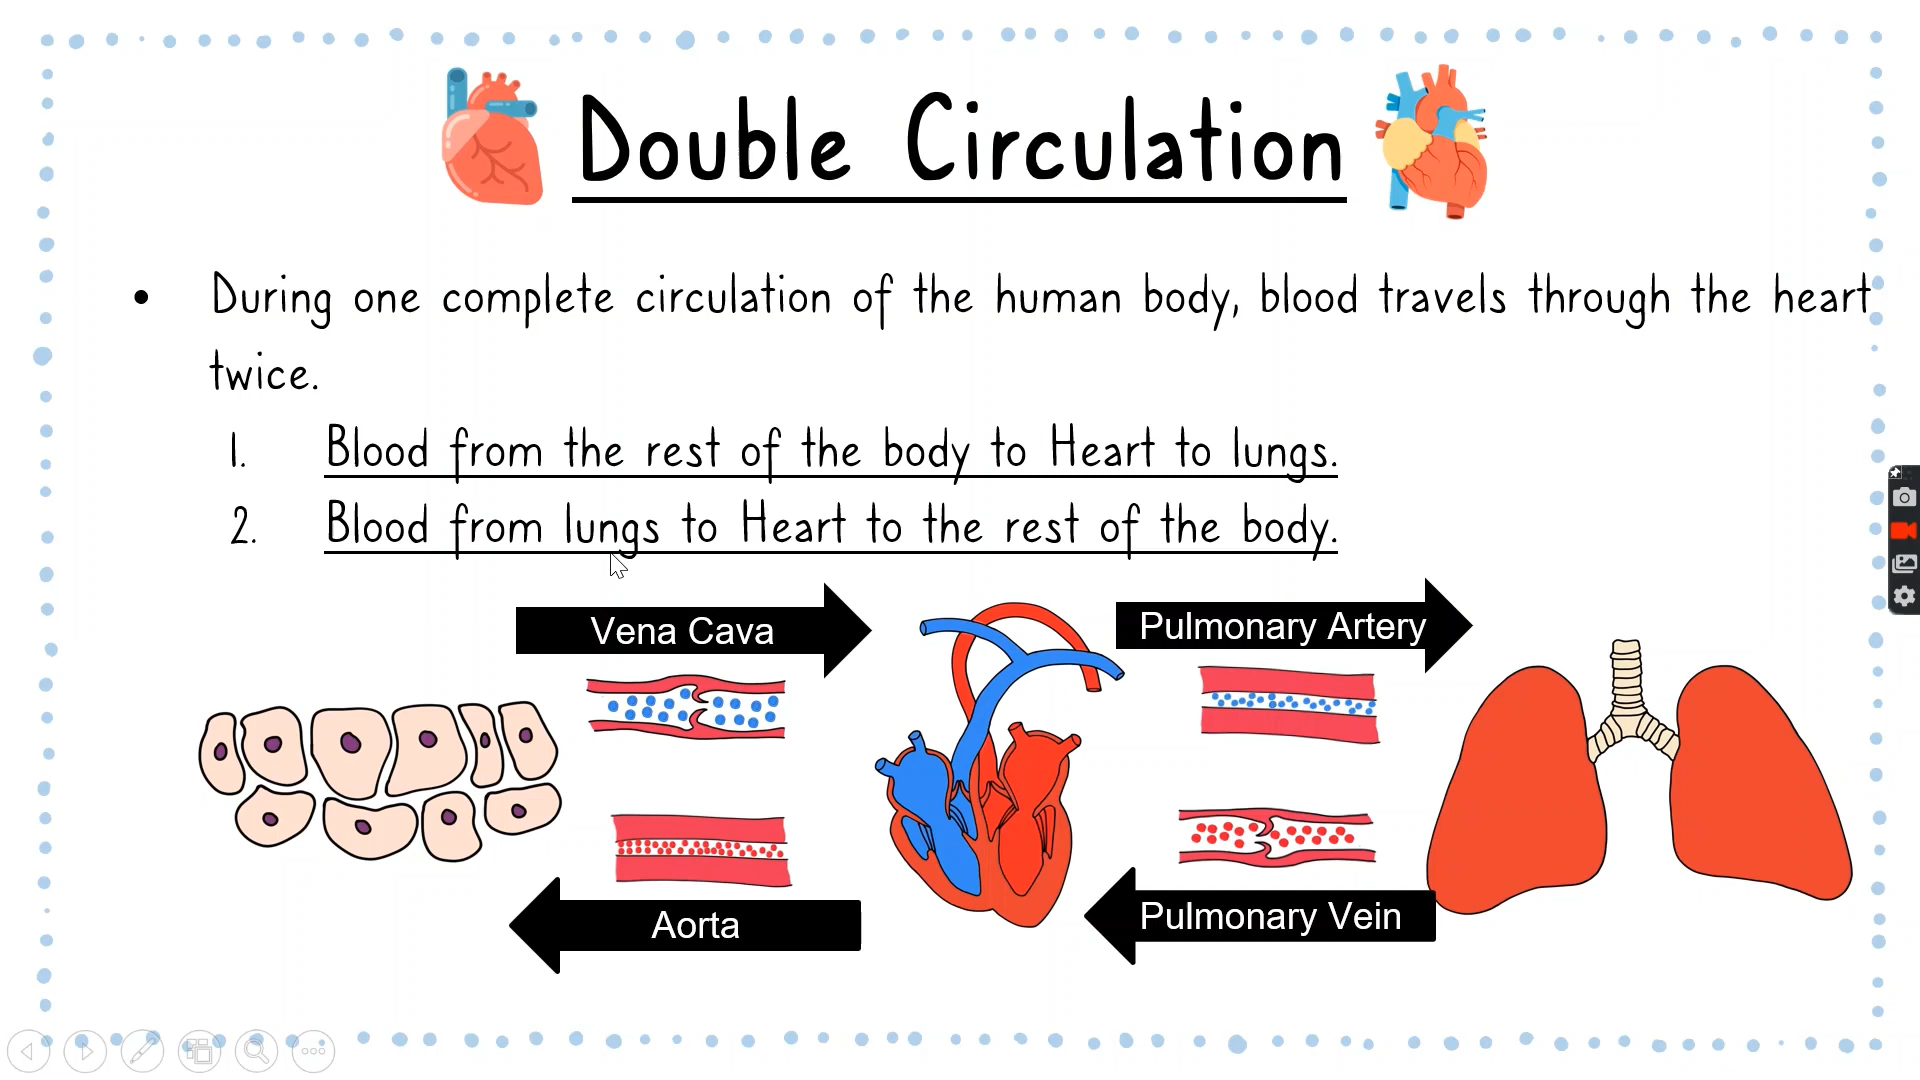 Double Circulation
• During one complete circulation of the human body, blood travels through the heart
twice.
1. Blood from the rest of the body to Heart to lungs.
2. Blood from lungs to Heart to the rest of the body.
Vena Cava
Pulmonary Artery
Aorta
Pulmonary Vein